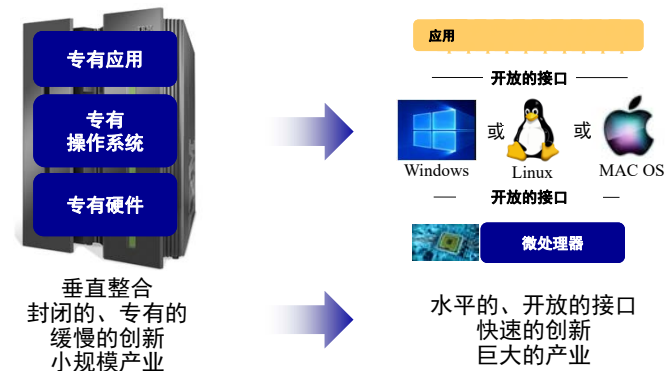 专有应用
专有
操作系统
专有硬件
垂直整合
封闭的、专有的
缓慢的创新
小规模产业
应用
开放的接口
或
或
Windows
Linux
MAC OS
开放的接口
微处理器
水平的、开放的接口
快速的创新
巨大的产业